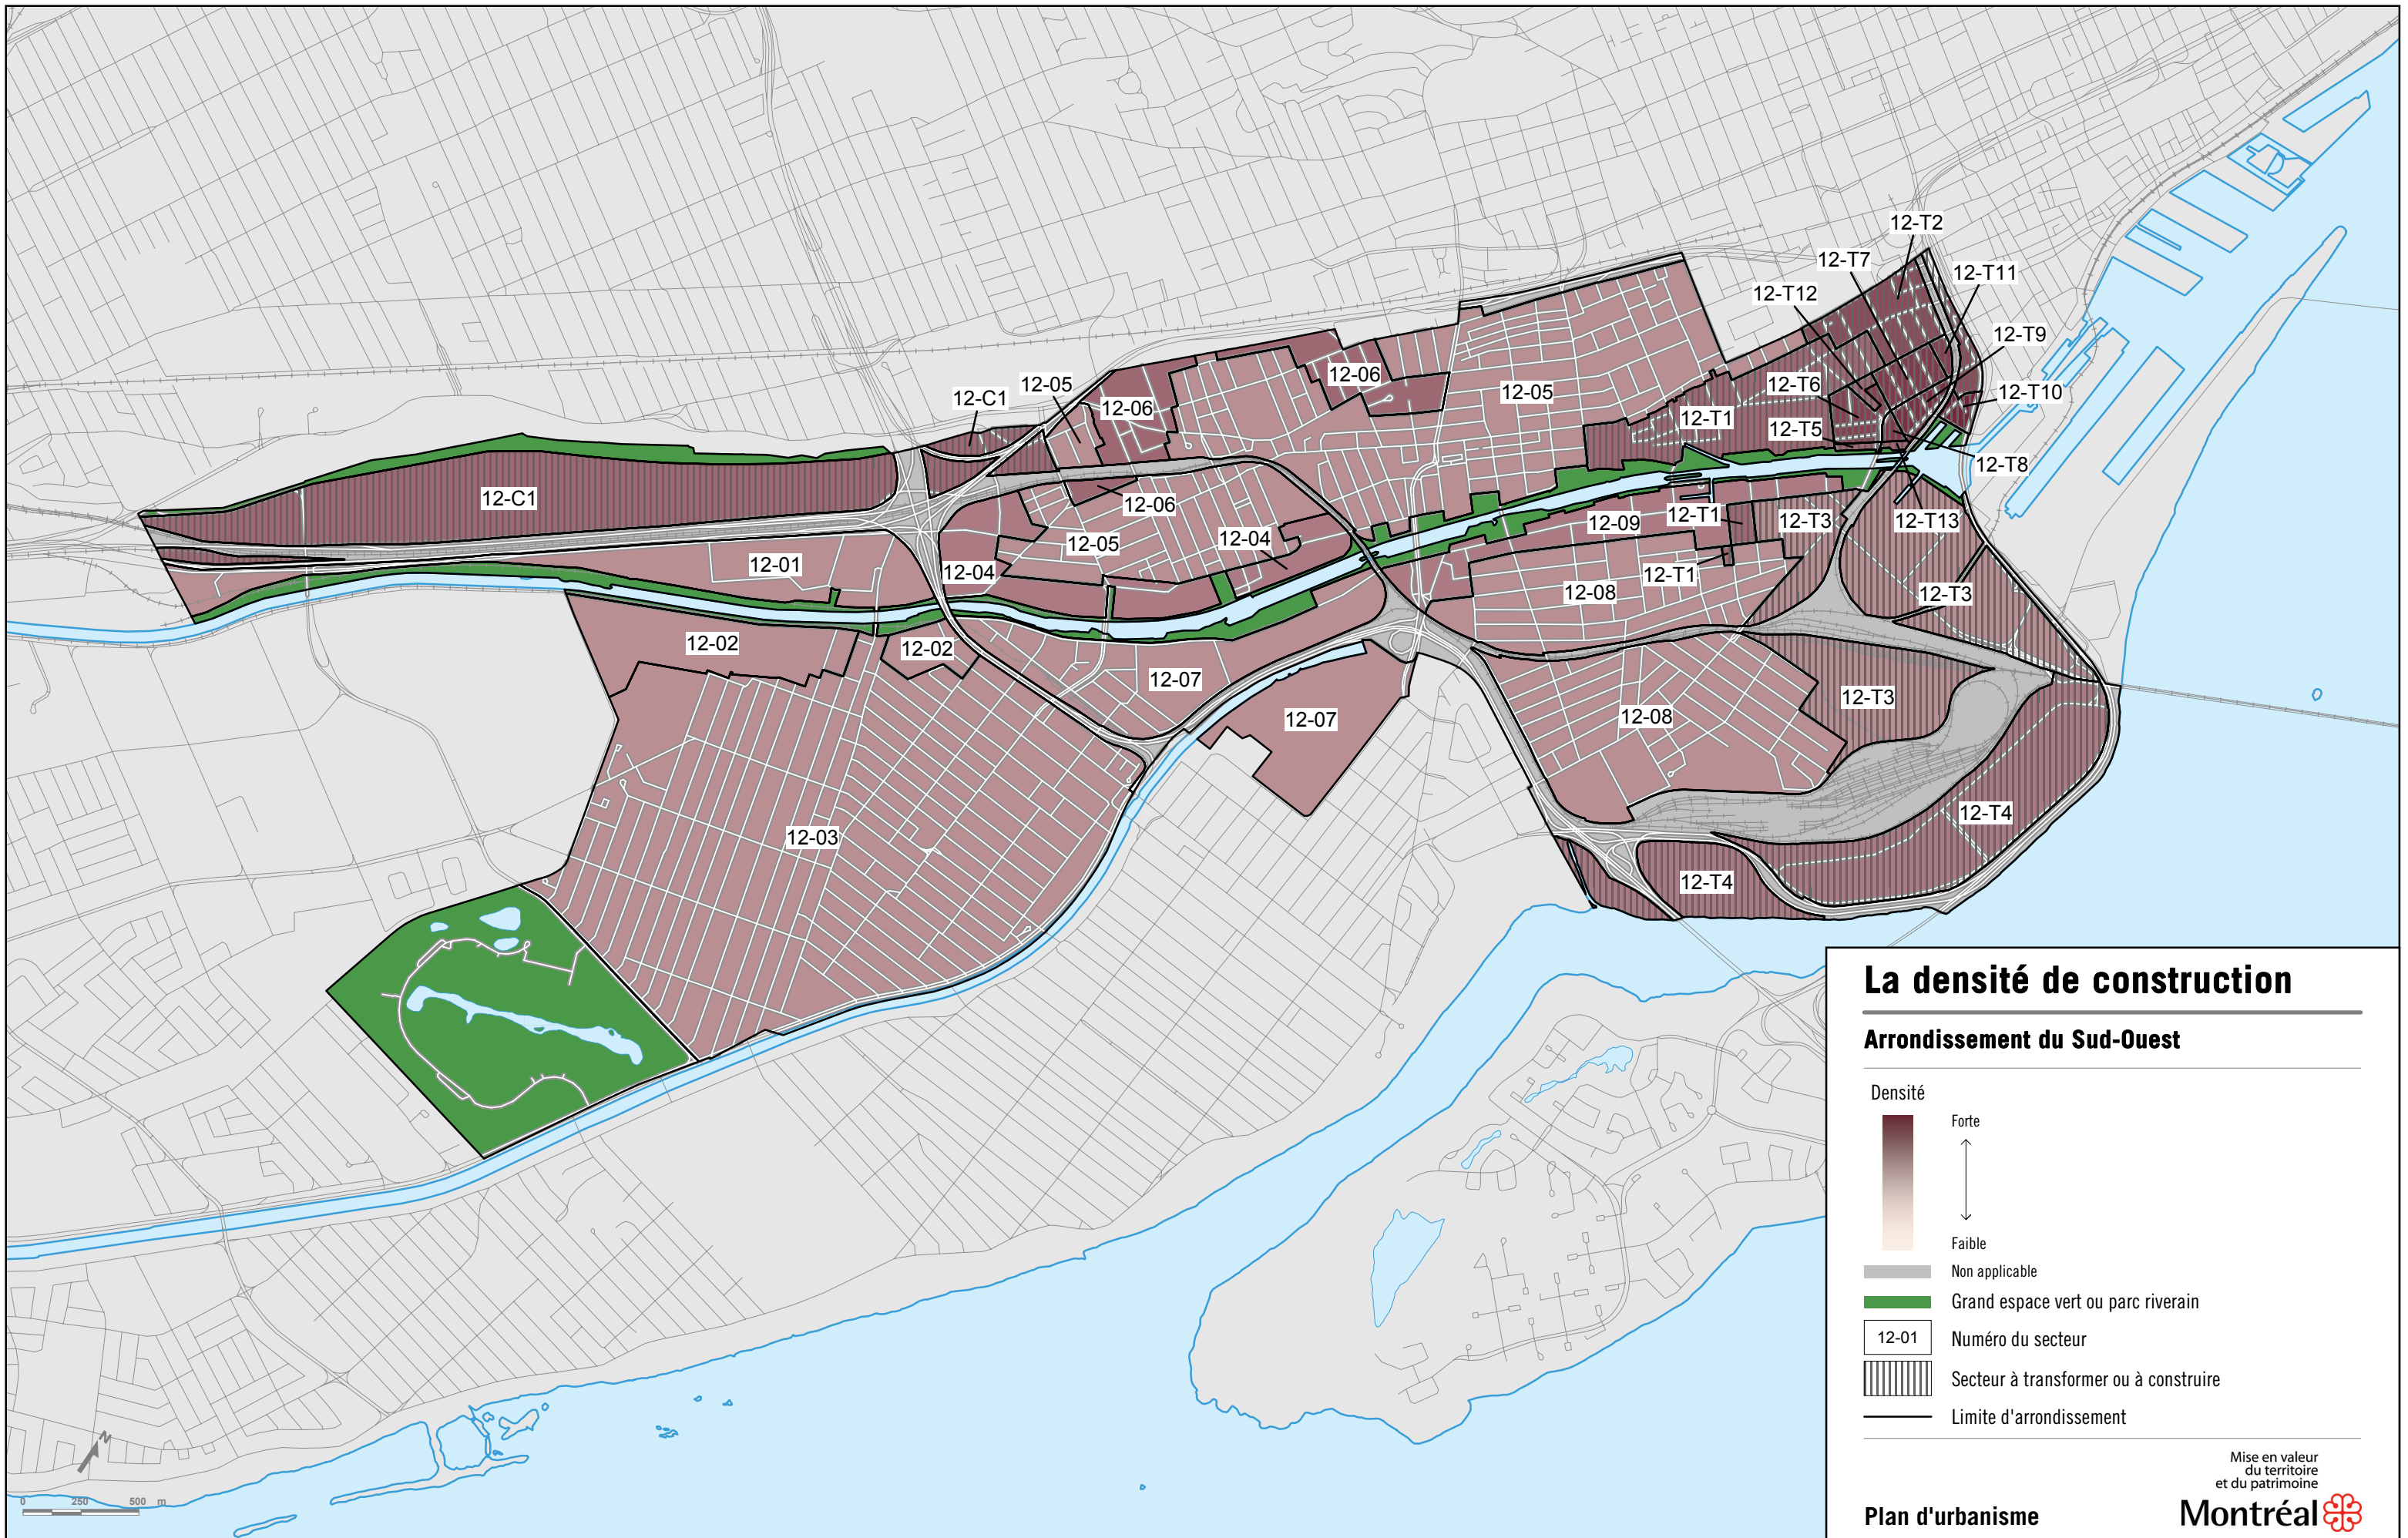 12-T2
12-T7
12-T11
12-T12
12-T9
12-T6
12-T10
12-T1
12-T5
12-T8
12-C1
12-05
12-06
12-06
12-05
12-C1
12-06
12-09
12-T1
12-T3
12-T13
12-05
12-04
12-01
12-04
12-T1
12-08
12-T3
12-02
12-02
12-07
12-T3
12-07
12-08
12-03
12-T4
12-T4
La densité de construction
Arrondissement du Sud-Ouest
Densité
Forte
Faible
Non applicable
Grand espace vert ou parc riverain
12-01 Numéro du secteur
Secteur à transformer ou à construire
Limite d'arrondissement
Mise en valeur
du territoire
et du patrimoine
Plan d'urbanisme
Montréal
N
0 250 500 m